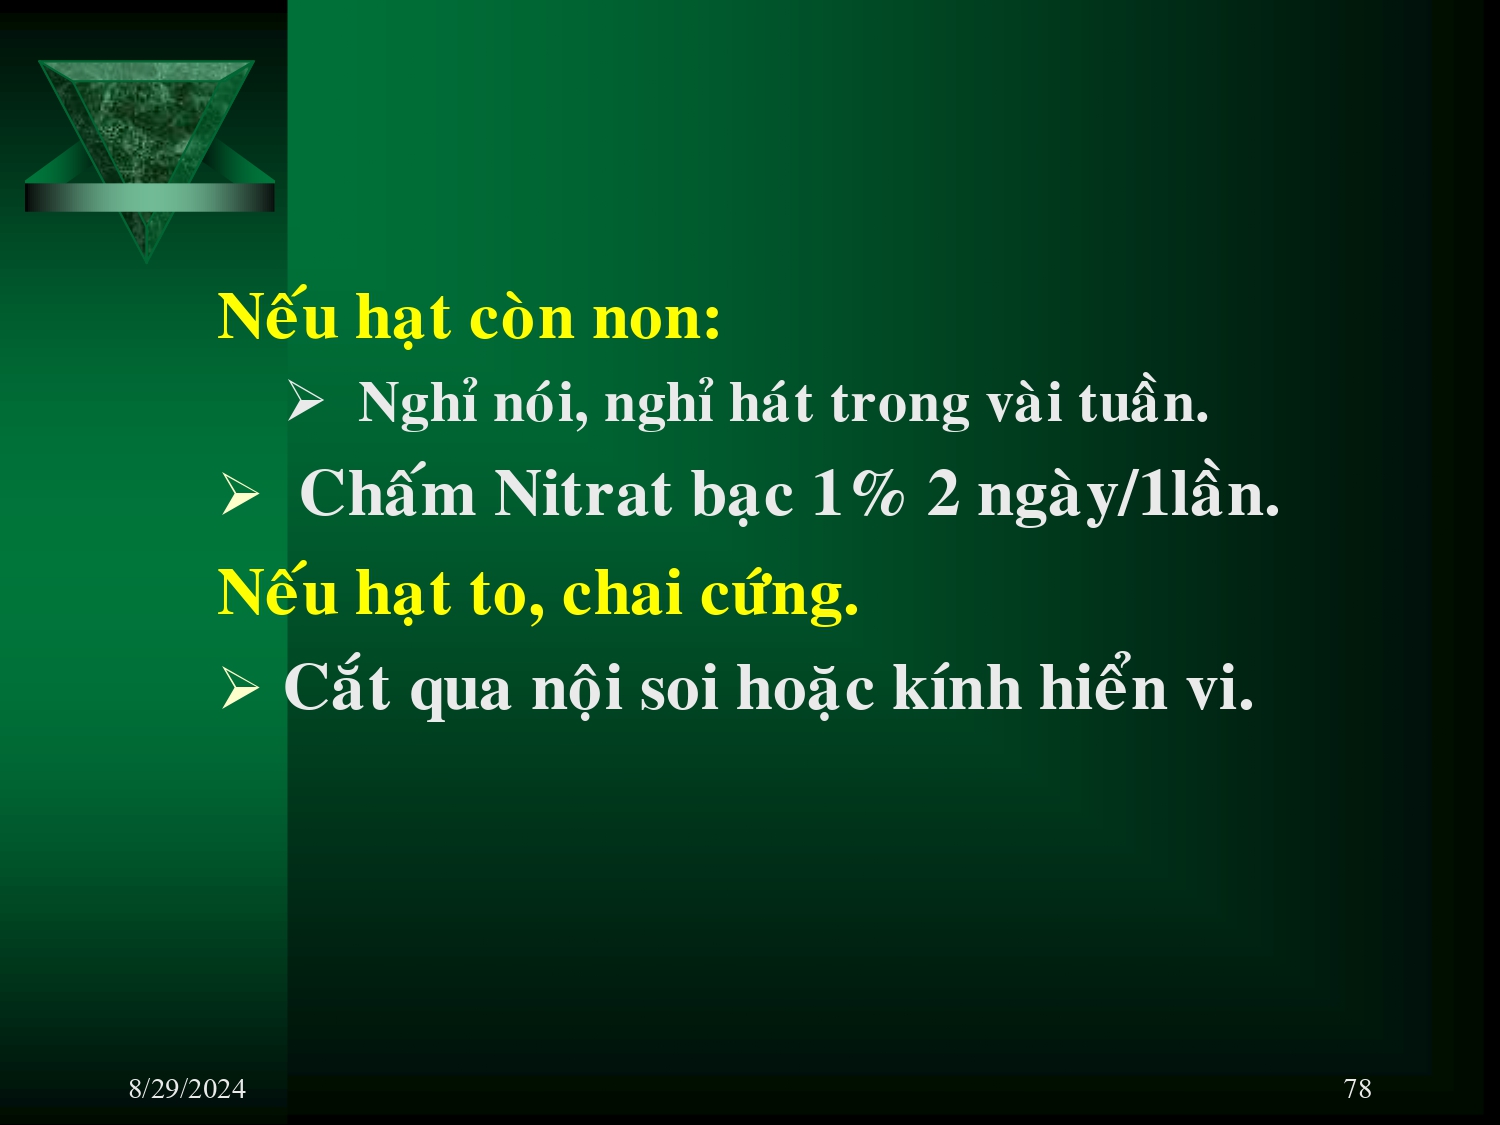 Nếu hạt còn non:
Nghỉ nói, nghỉ hát trong vài tuần.
Chấm Nitrat bạc 1% 2 ngày/1lần.
Nếu hạt to, chai cứng.
Cắt qua nội soi hoặc kính hiển vi.
8/29/2024
78